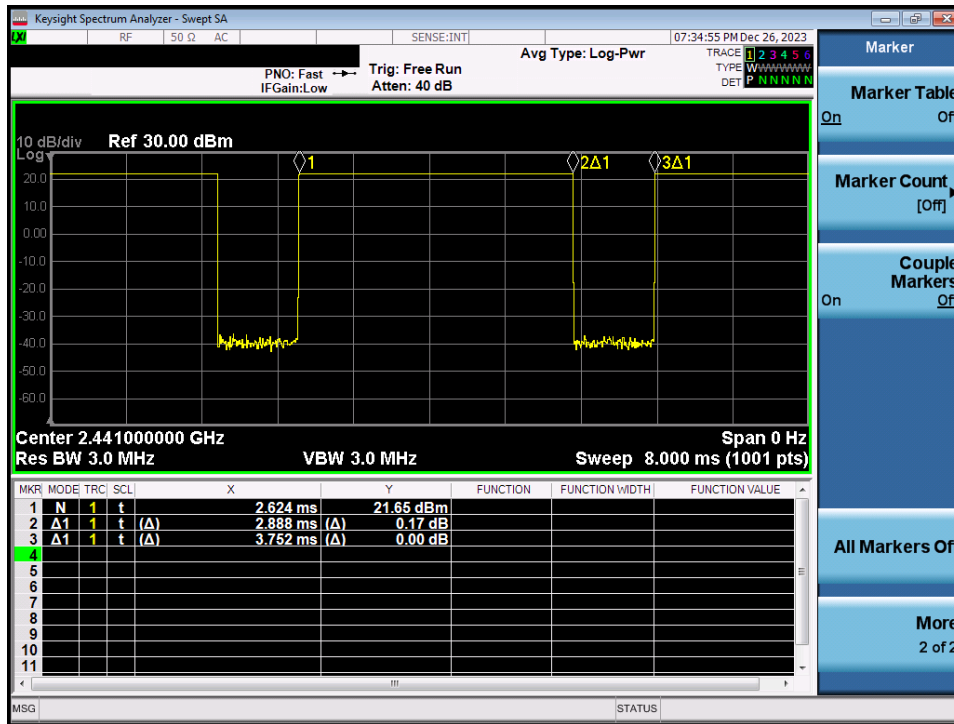 Keysight Spectrum Analyzer - Swept SA
LXI RF 50 Ω AC SENSE:INT 07:34:55 PM Dec 26, 2023
Avg Type: Log-Pwr TRACE 1 2 3 4 5 6
PNO: Fast Trig: Free Run TYPE WWWWWW
IFGain:Low Atten: 40 dB DET P N N N N N
10 dB/div Ref 30.00 dBm
Log
1 2Δ1 3Δ1
20.0
10.0
0.00
-10.0
-20.0
-30.0
-40.0
-50.0
-60.0
Center 2.441000000 GHz Span 0 Hz
Res BW 3.0 MHz VBW 3.0 MHz Sweep 8.000 ms (1001 pts)
MKR MODE TRC SCL X Y FUNCTION FUNCTION WIDTH FUNCTION VALUE
1 N 1 t 2.624 ms 21.65 dBm
2 Δ1 1 t (Δ) 2.888 ms (Δ) 0.17 dB
3 Δ1 1 t (Δ) 3.752 ms (Δ) 0.00 dB
4
5
6
7
8
9
10
11
MSG STATUS
Marker
Marker Table
On Of
Marker Count
[Off]
Couple
Markers
On Of
All Markers Of
More
2 of 2